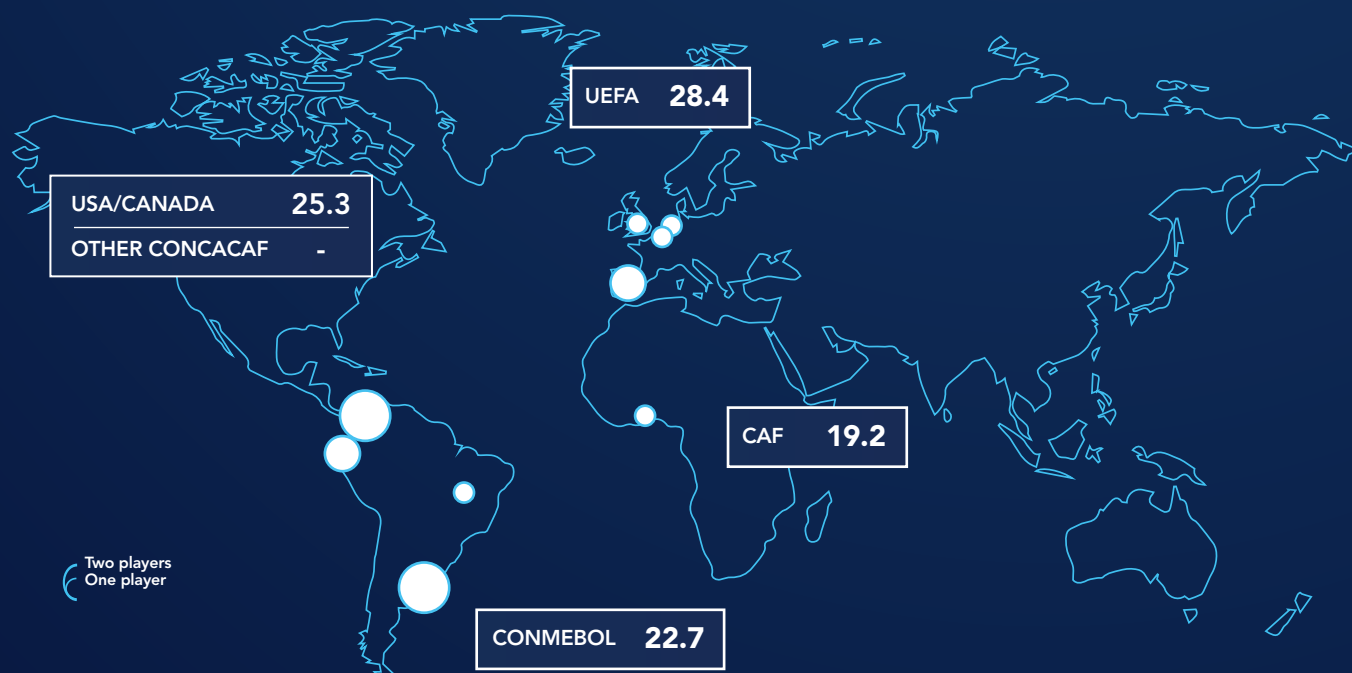 UEFA 28.4
USA/CANADA 25.3
OTHER CONCACAF -
CAF 19.2
Two players
One player
CONMEBOL 22.7